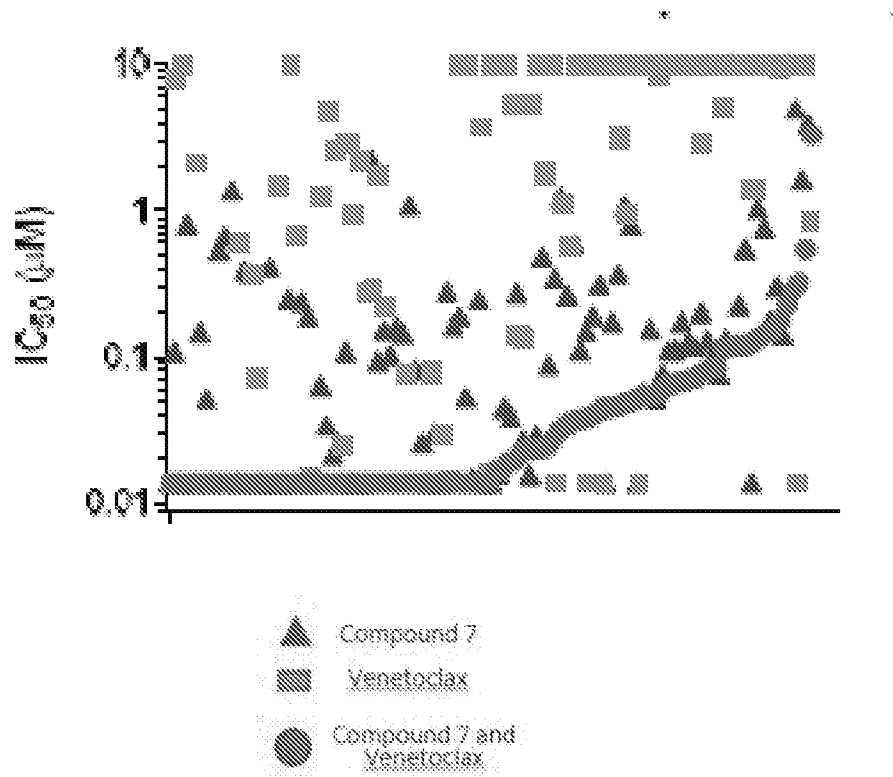 10
1
0.1
0.01
IC50 (μM)
Compound 7
Venetoclax
Compound 7 and
Venetoclax